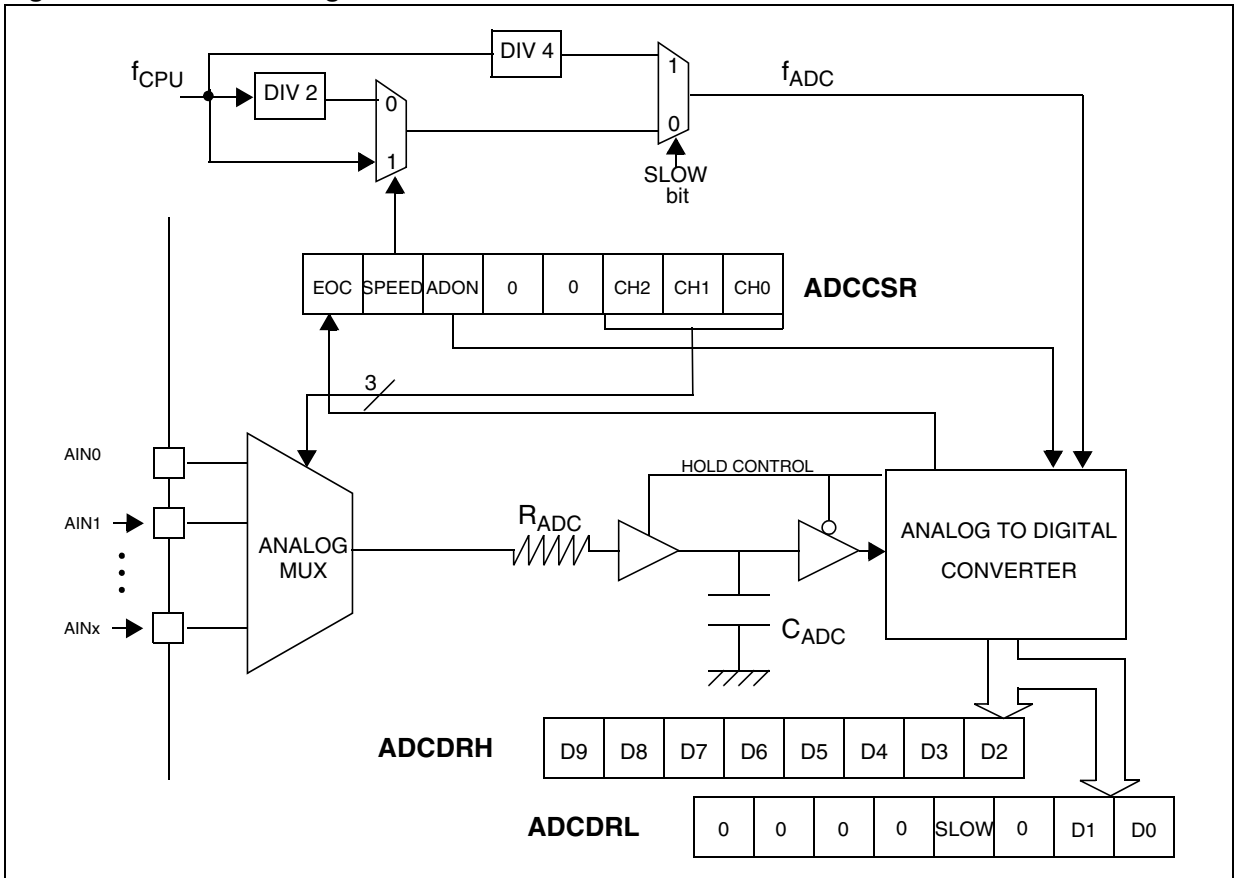 DIV 4
fCPU
DIV 2
0
1
1
0
fADC
SLOW
bit
EOC SPEED ADON 0 0 CH2 CH1 CH0 ADCCSR
3
AIN0
AIN1
AINx
ANALOG
MUX
RADC
HOLD CONTROL
CADC
ANALOG TO DIGITAL
CONVERTER
ADCDRH D9 D8 D7 D6 D5 D4 D3 D2
ADCDRL 0 0 0 0 SLOW 0 D1 D0